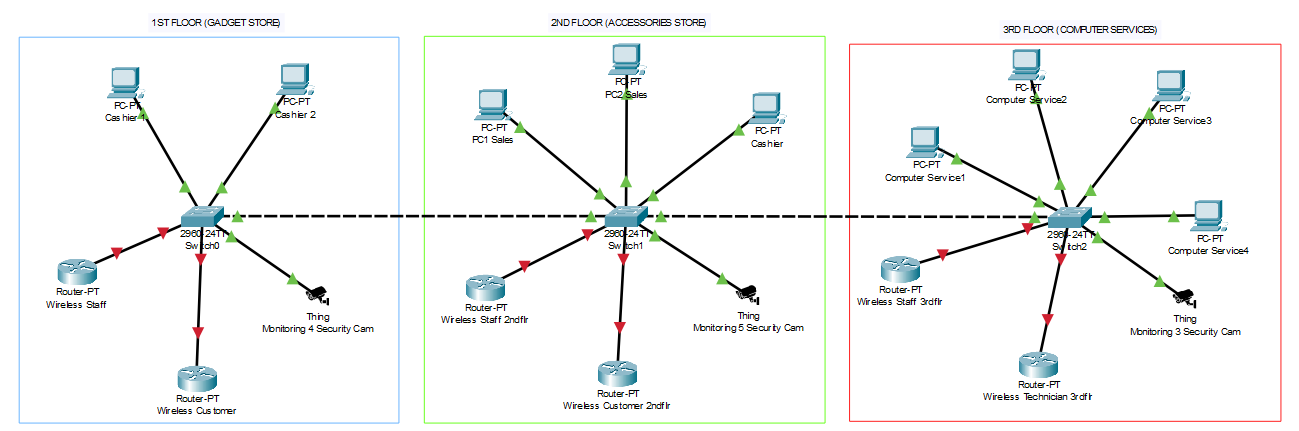 1ST FLOOR (GADGET STORE)
PC-PT
Cashier 1
PC-PT
Cashier 2
2960-24TT
Switch0
Router-PT
Wireless Staff
Thing
Monitoring 4 Security Cam
Router-PT
Wireless Customer
2ND FLOOR (ACCESSORIES STORE)
PC-PT
PC2 Sales
PC-PT
PC1 Sales
PC-PT
Cashier
2960-24TT
Switch1
Router-PT
Wireless Staff 2ndflr
Thing
Monitoring 5 Security Cam
Router-PT
Wireless Customer 2ndflr
3RD FLOOR (COMPUTER SERVICES)
PC-PT
Computer Service2
PC-PT
Computer Service3
PC-PT
Computer Service1
PC-PT
Computer Service4
2960-24TT
Switch2
Router-PT
Wireless Staff 3rdflr
Thing
Monitoring 3 Security Cam
Router-PT
Wireless Technician 3rdflr